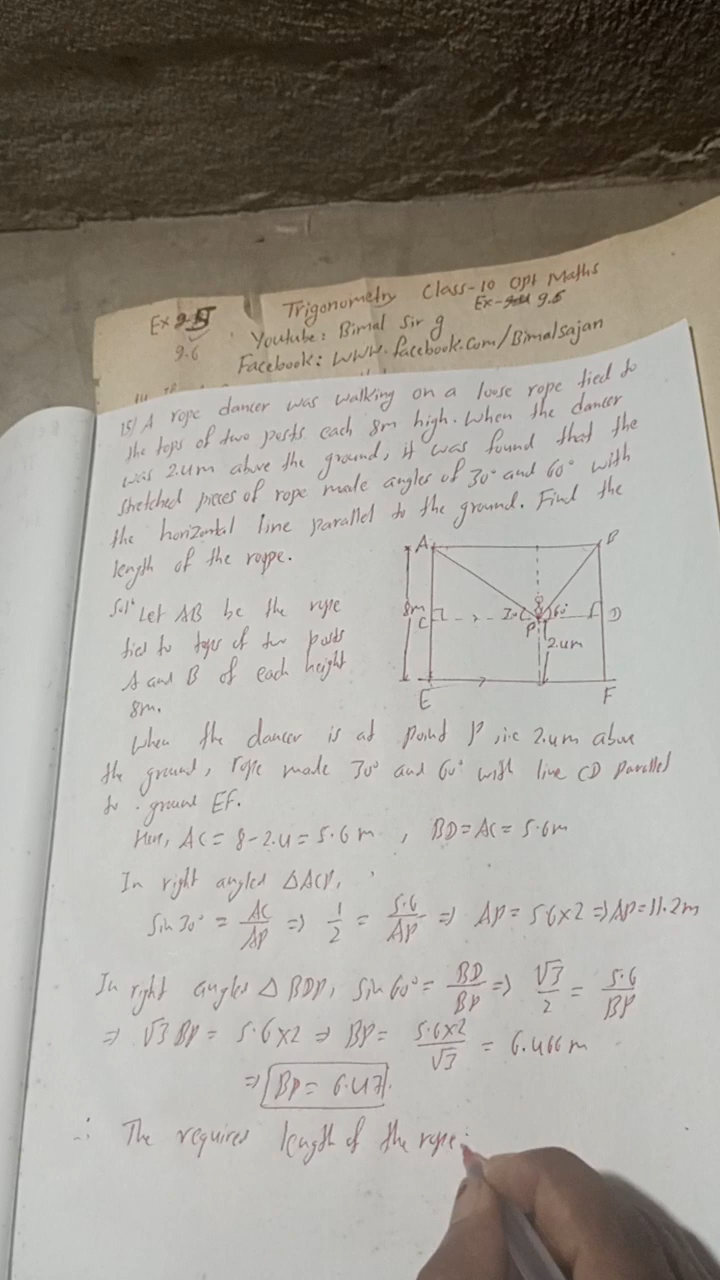 Trigonometry Class-10 Opt Maths
Ex 9.5
9.6
Ex- 9.5
Youtube: Bimal Sir g
Facebook: www.facebook.com/Bimalsajan
15) A rope dancer was walking on a loose rope tied to
the tops of two posts each 8m high. When the dancer
was 2.4m above the ground, it was found that the
stretched pieces of rope made angles of 30° and 60° with
the horizontal line parallel to the ground. Find the
length of the roppe.
A
B
8m
C
30°
60°
D
P
2.4m
E
F
Sol<sup>n</sup> Let AB be the rope
tied to tops of two posts
A and B of each height
8m.
When the dancer is at point P, i.e 2.4m above
the ground, rope made 30° and 60° with line CD parallel
to ground EF.
Here, AC = 8-2.4 = 5.6m , BD = AC = 5.6m
In right angled ΔACP,
Sin 30° = AC/AP ⇒ 1/2 = 5.6/AP ⇒ AP = 5.6×2 ⇒ AP = 11.2m
In right angles Δ BDP, Sin 60° = BD/BP ⇒ √3/2 = 5.6/BP
⇒ √3 BP = 5.6×2 ⇒ BP = 5.6×2/√3 = 6.466m
⇒ BP = 6.47
∴ The requires length of the rope